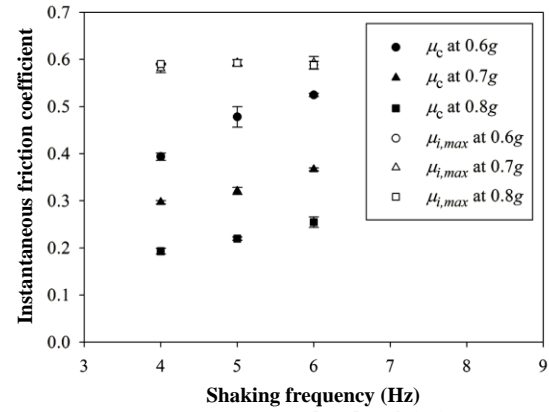 0.7
0.6
0.5
0.4
0.3
0.2
0.1
0.0
Instantaneous friction coefficient
μc at 0.6g
μc at 0.7g
μc at 0.8g
μi,max at 0.6g
μi,max at 0.7g
μi,max at 0.8g
3 4 5 6 7 8 9
Shaking frequency (Hz)